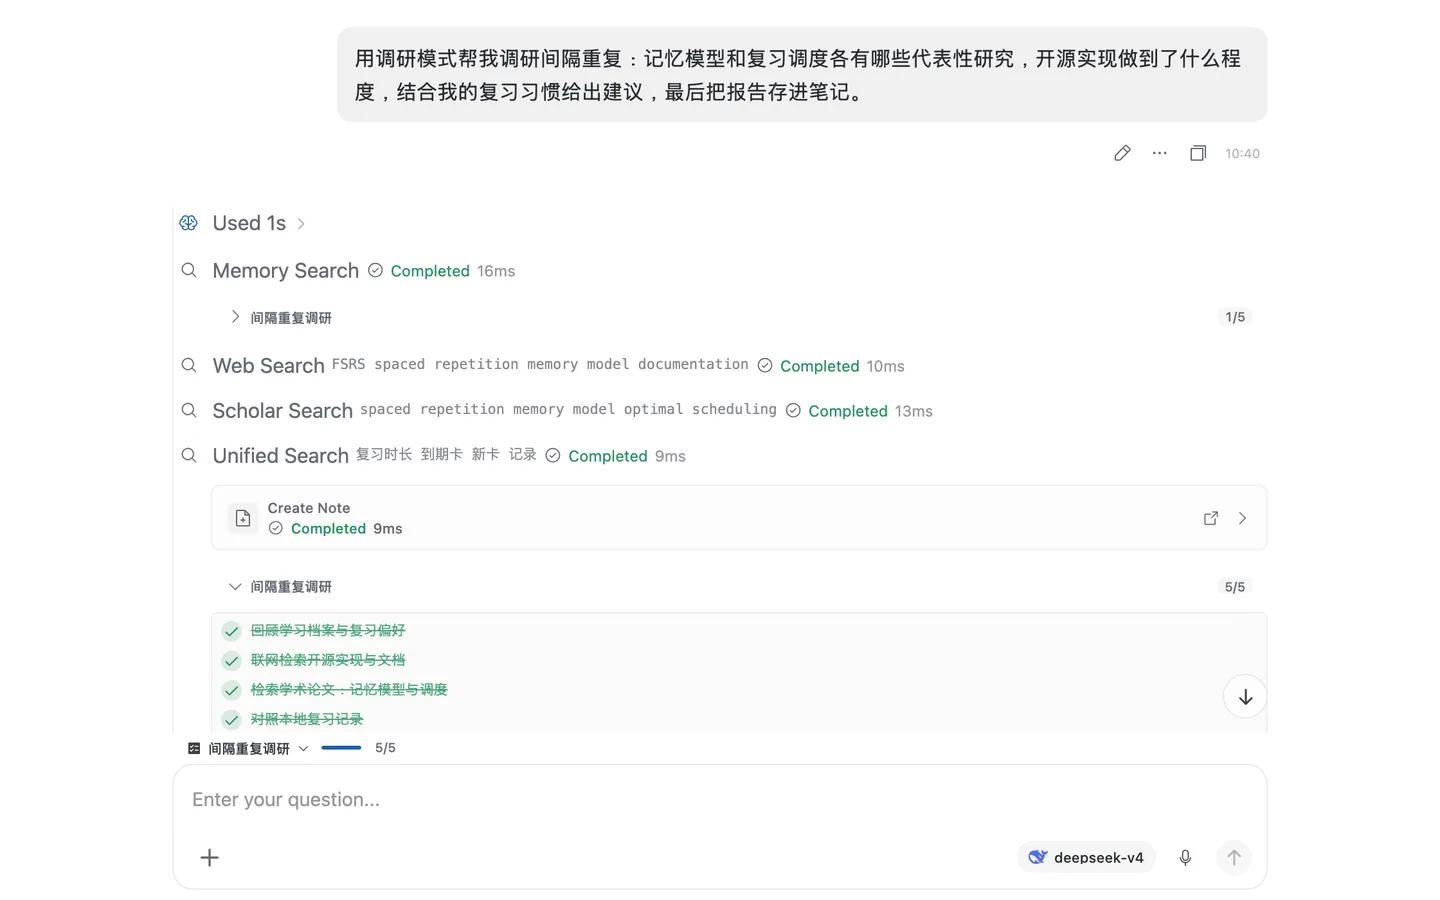 用调研模式帮我调研间隔重复：记忆模型和复习调度各有哪些代表性研究，开源实现做到了什么程
度，结合我的复习习惯给出建议，最后把报告存进笔记。
10:40
Used 1s
Memory Search Completed 16ms
间隔重复调研 1/5
Web Search FSRS spaced repetition memory model documentation Completed 10ms
Scholar Search spaced repetition memory model optimal scheduling Completed 13ms
Unified Search 复习时长 到期卡 新卡 记录 Completed 9ms
Create Note
Completed 9ms
间隔重复调研 5/5
回顾学习档案与复习偏好
联网检索开源实现与文档
检索学术论文：记忆模型与调度
对照本地复习记录
间隔重复调研 5/5
Enter your question...
deepseek-v4